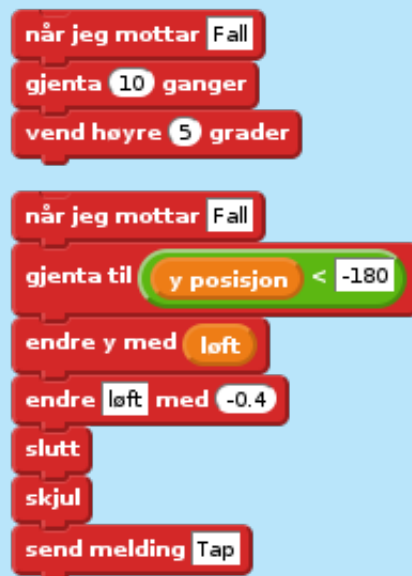 når jeg mottar Fall
gjenta 10 ganger
vend høyre 5 grader
når jeg mottar Fall
gjenta til y posisjon < -180
endre y med løft
endre løft med -0.4
slutt
skjul
send melding Tap